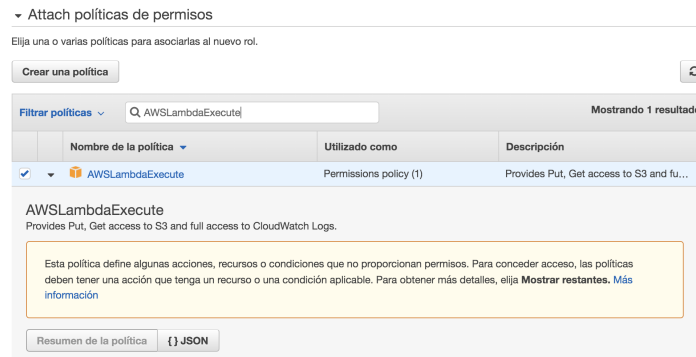 Attach políticas de permisos
Elija una o varias políticas para asociarlas al nuevo rol.
Crear una política
Filtrar políticas
AWSLambdaExecute
Mostrando 1 resultado
Nombre de la política
Utilizado como
Descripción
AWSLambdaExecute
Permissions policy (1)
Provides Put, Get access to S3 and fu...
AWSLambdaExecute
Provides Put, Get access to S3 and full access to CloudWatch Logs.
Esta política define algunas acciones, recursos o condiciones que no proporcionan permisos. Para conceder acceso, las políticas
deben tener una acción que tenga un recurso o una condición aplicable. Para obtener más detalles, elija Mostrar restantes. Más
información
Resumen de la política
{ } JSON